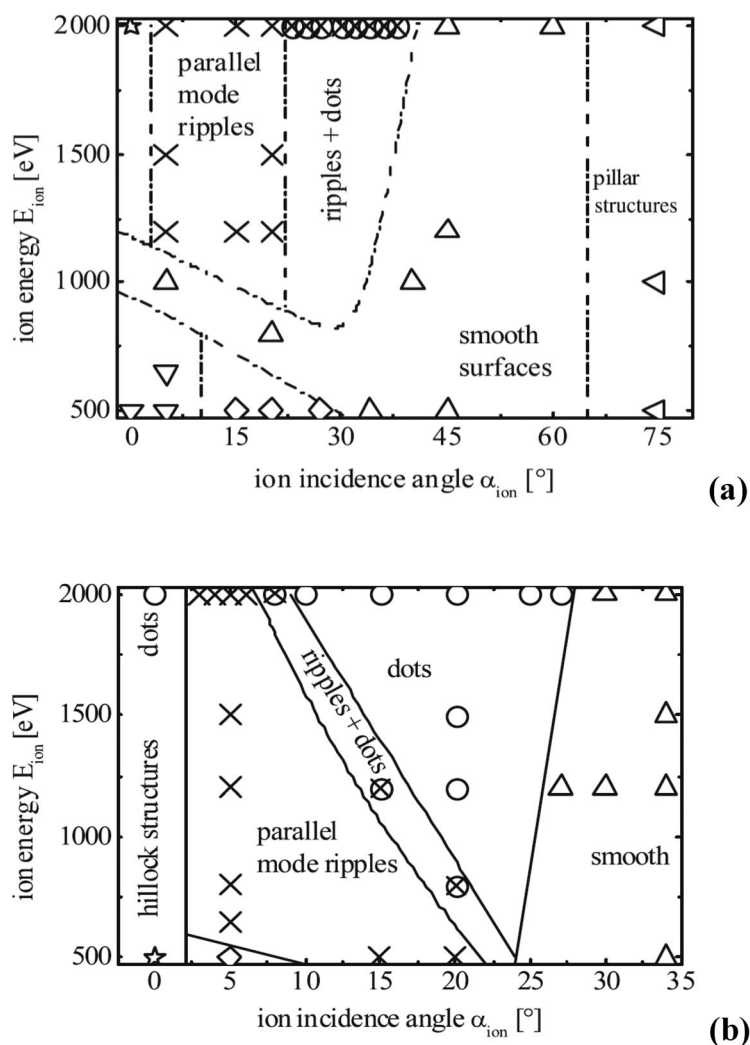 2000
1500
1000
500
ion energy E_ion [eV]
parallel
mode
ripples
ripples + dots
pillar
structures
smooth
surfaces
0 15 30 45 60 75
ion incidence angle α_ion [°]
(a)
2000
1500
1000
500
ion energy E_ion [eV]
dots
hillock structures
ripples + dots
dots
parallel
mode ripples
smooth
0 5 10 15 20 25 30 35
ion incidence angle α_ion [°]
(b)